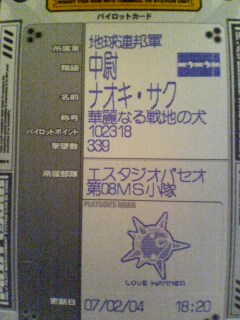 パイロットカード
所属軍 地球連邦軍
階級 中尉
名前 ナオキ・サク
称号 華麗なる戦地の犬
パイロットポイント 102318
撃墜数 339
所属部隊 エスタジオパセオ
第08MS小隊
PLATOON'S MARK
LOVE HAMMER
更新日 07/02/04 18:20